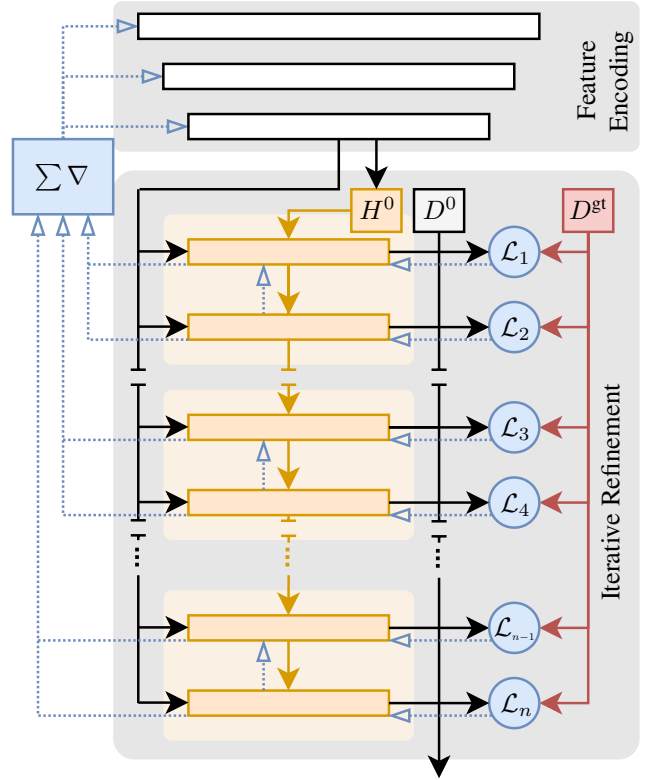 Feature
Encoding
∑ ∇
H⁰
D⁰
Dᵍᵗ
ℒ₁
ℒ₂
ℒ₃
ℒ₄
ℒₙ₋₁
ℒₙ
Iterative Refinement